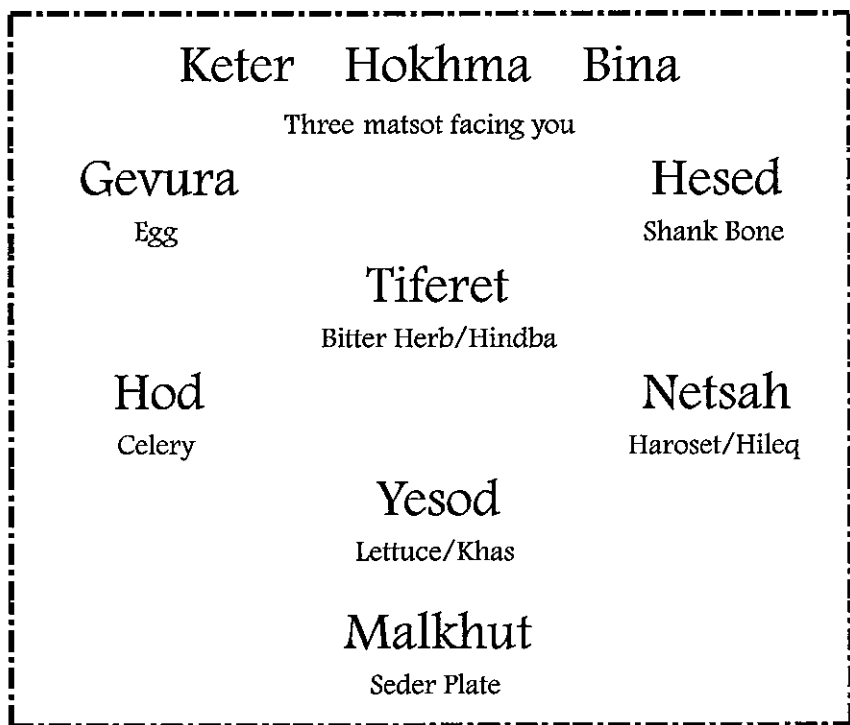 Keter Hokhma Bina
Three matsot facing you
Gevura Hesed
Egg Shank Bone
Tiferet
Bitter Herb/Hindba
Hod Netsah
Celery Haroset/Hileq
Yesod
Lettuce/Khas
Malkhut
Seder Plate